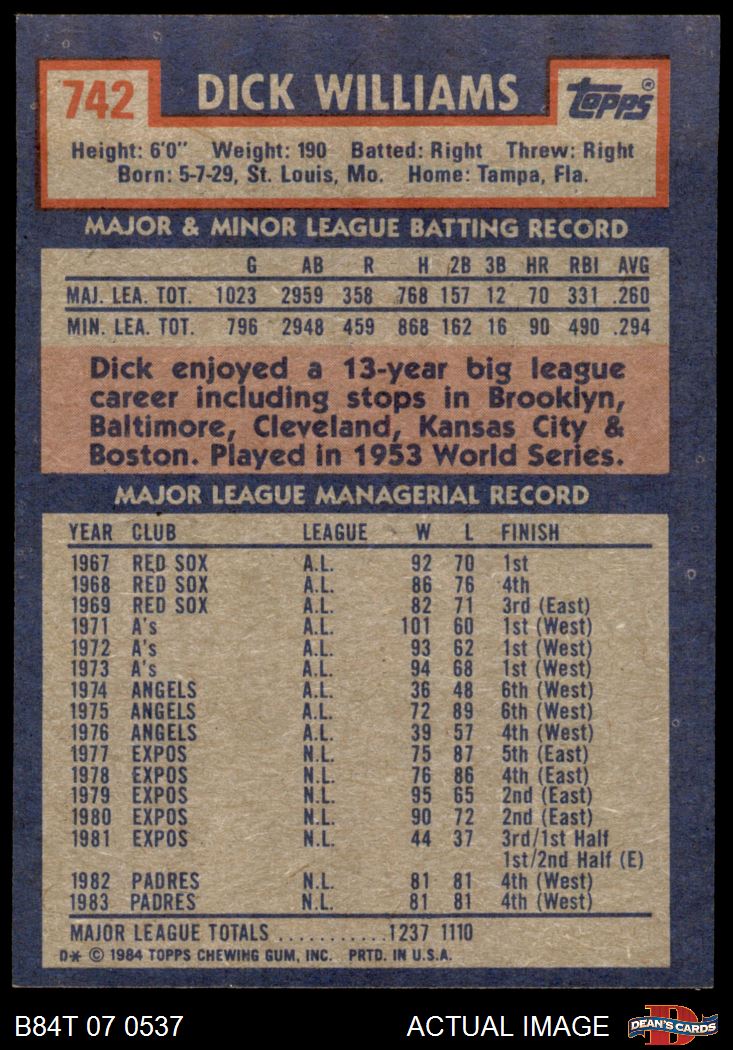 742 DICK WILLIAMS TOPPS®
Height: 6'0" Weight: 190 Batted: Right Threw: Right
Born: 5-7-29, St. Louis, Mo. Home: Tampa, Fla.
MAJOR & MINOR LEAGUE BATTING RECORD
G AB R H 2B 3B HR RBI AVG
MAJ. LEA. TOT. 1023 2959 358 768 157 12 70 331 .260
MIN. LEA. TOT. 796 2948 459 868 162 16 90 490 .294
Dick enjoyed a 13-year big league
career including stops in Brooklyn,
Baltimore, Cleveland, Kansas City &
Boston. Played in 1953 World Series.
MAJOR LEAGUE MANAGERIAL RECORD
YEAR CLUB LEAGUE W L FINISH
1967 RED SOX A.L. 92 70 1st
1968 RED SOX A.L. 86 76 4th
1969 RED SOX A.L. 82 71 3rd (East)
1971 A's A.L. 101 60 1st (West)
1972 A's A.L. 93 62 1st (West)
1973 A's A.L. 94 68 1st (West)
1974 ANGELS A.L. 36 48 6th (West)
1975 ANGELS A.L. 72 89 6th (West)
1976 ANGELS A.L. 39 57 4th (West)
1977 EXPOS N.L. 75 87 5th (East)
1978 EXPOS N.L. 76 86 4th (East)
1979 EXPOS N.L. 95 65 2nd (East)
1980 EXPOS N.L. 90 72 2nd (East)
1981 EXPOS N.L. 44 37 3rd/1st Half
1st/2nd Half (E)
1982 PADRES N.L. 81 81 4th (West)
1983 PADRES N.L. 81 81 4th (West)
MAJOR LEAGUE TOTALS ...........1237 1110
D* © 1984 TOPPS CHEWING GUM, INC. PRTD. IN U.S.A.
B84T 07 0537 ACTUAL IMAGE D DEAN'S CARDS